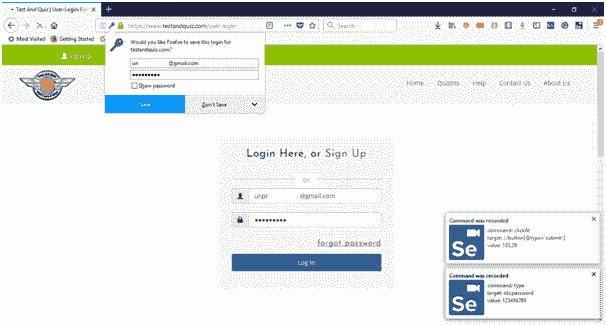 Test And Quiz | User-Login-For
https://www.testandquiz.com/user-login
Search
Most Visited
Getting Started
Would you like Firefox to save this login for
testandquiz.com?
un @gmail.com
•••••••••
Show password
Save
Don't Save
Sign Up
Home
Quizzes
Help
Contact Us
About Us
Login Here, or Sign Up
or
unpr @gmail.com
•••••••••
forgot password
Log In
Command was recorded
command: clickAt
target: //button[@type='submit']
value: 161,29
Command was recorded
command: type
target: id=password
value: 123456789